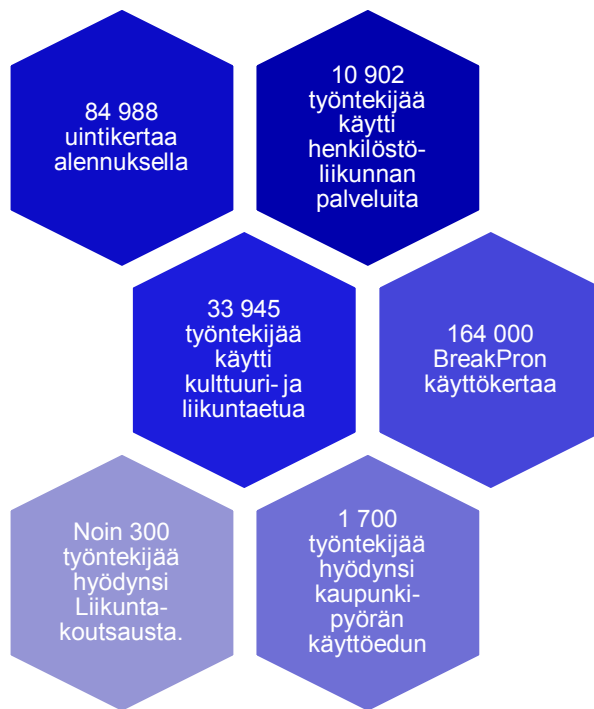 84 988
uintikertaa
alennuksella
10 902
työntekijää
käytti
henkilöstö-
liikunnan
palveluita
33 945
työntekijää
käytti
kulttuuri- ja
liikuntaetua
164 000
BreakPron
käyttökertaa
Noin 300
työntekijää
hyödynsi
Liikunta-
koutsausta.
1 700
työntekijää
hyödynsi
kaupunki-
pyörän
käyttöedun